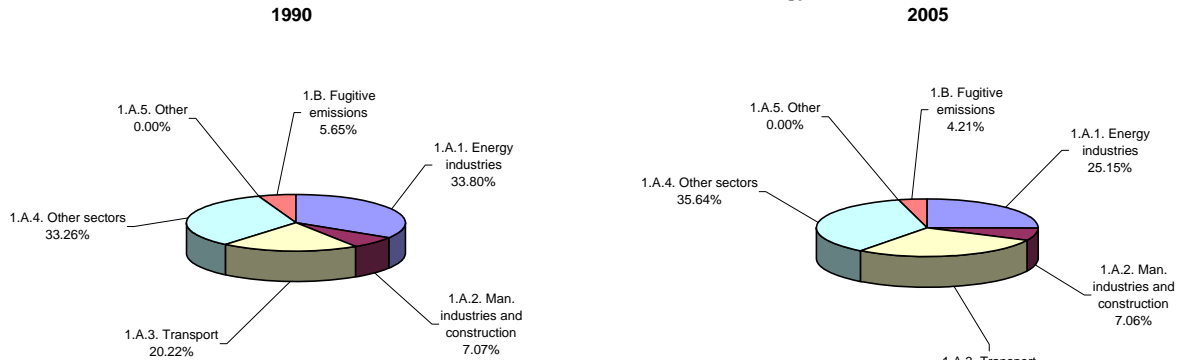 1990
1.A.5. Other
0.00%
1.B. Fugitive
emissions
5.65%
1.A.1. Energy
industries
33.80%
1.A.4. Other sectors
33.26%
1.A.3. Transport
20.22%
1.A.2. Man.
industries and
construction
7.07%
2005
1.A.5. Other
0.00%
1.B. Fugitive
emissions
4.21%
1.A.1. Energy
industries
25.15%
1.A.4. Other sectors
35.64%
1.A.2. Man.
industries and
construction
7.06%
1.A.3. Transport